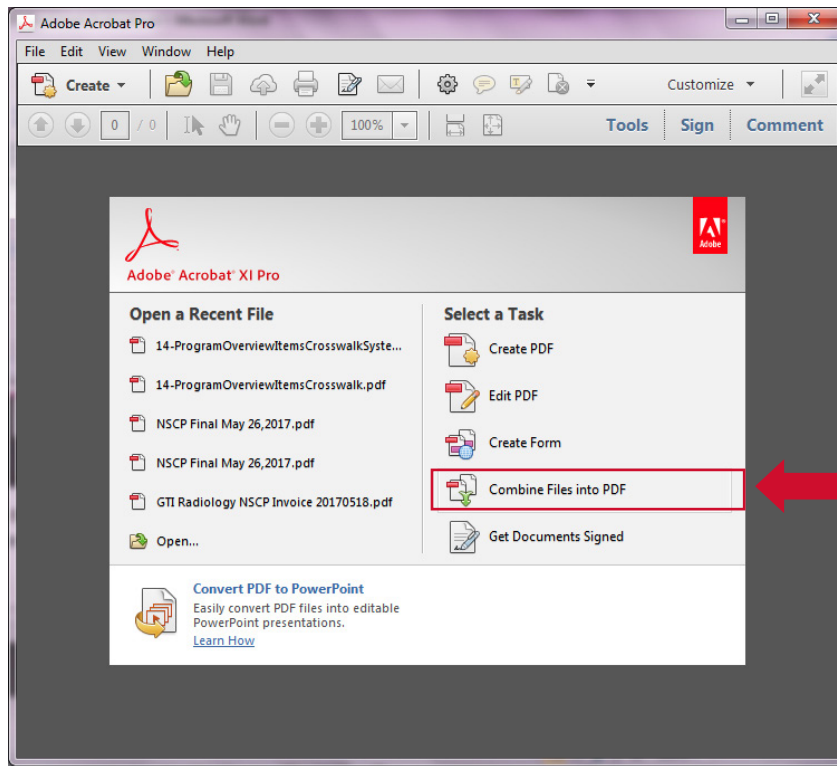 Adobe Acrobat Pro
File Edit View Window Help
Create Customize
0 / 0 100% Tools Sign Comment
Adobe
Adobe® Acrobat® XI Pro
Open a Recent File
14-ProgramOverviewItemsCrosswalkSyste...
14-ProgramOverviewItemsCrosswalk.pdf
NSCP Final May 26,2017.pdf
NSCP Final May 26,2017.pdf
GTI Radiology NSCP Invoice 20170518.pdf
Open...
Select a Task
Create PDF
Edit PDF
Create Form
Combine Files into PDF
Get Documents Signed
Convert PDF to PowerPoint
Easily convert PDF files into editable
PowerPoint presentations.
Learn How